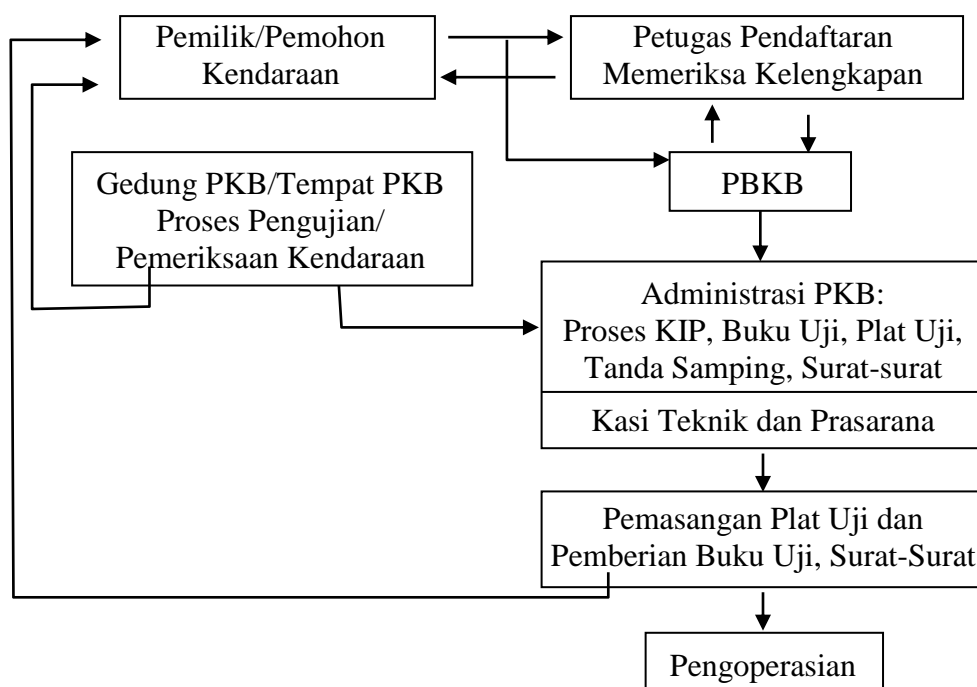 Pemilik/Pemohon
Kendaraan
Petugas Pendaftaran
Memeriksa Kelengkapan
PBKB
Gedung PKB/Tempat PKB
Proses Pengujian/
Pemeriksaan Kendaraan
Administrasi PKB:
Proses KIP, Buku Uji, Plat Uji,
Tanda Samping, Surat-surat
Kasi Teknik dan Prasarana
Pemasangan Plat Uji dan
Pemberian Buku Uji, Surat-Surat
Pengoperasian